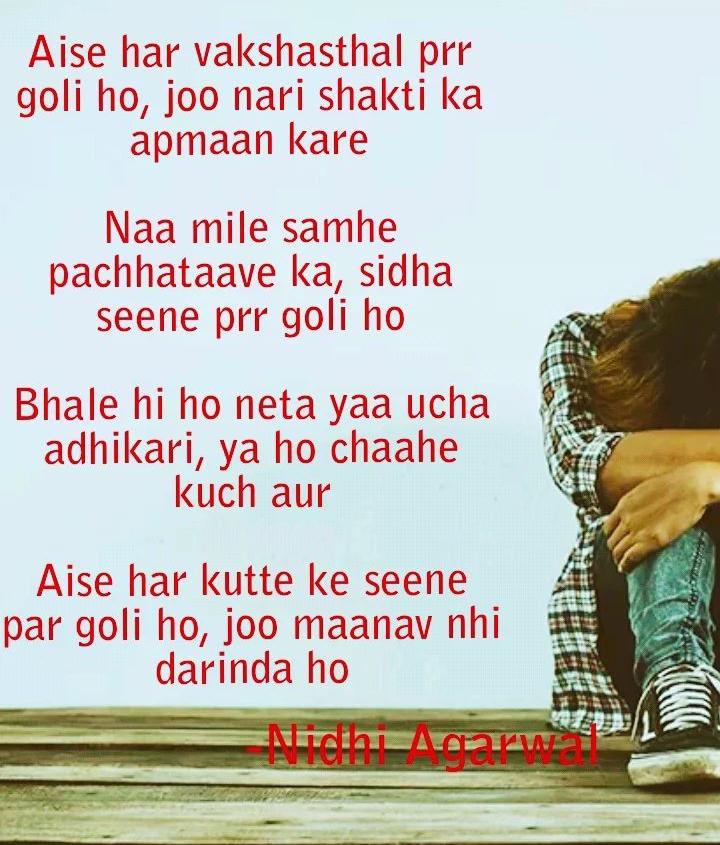 Aise har vakshasthal prr
goli ho, joo nari shakti ka
apmaan kare
Naa mile samhe
pachhataave ka, sidha
seene prr goli ho
Bhale hi ho neta yaa ucha
adhikari, ya ho chaahe
kuch aur
Aise har kutte ke seene
par goli ho, joo maanav nhi
darinda ho
-Nidhi Agarwal